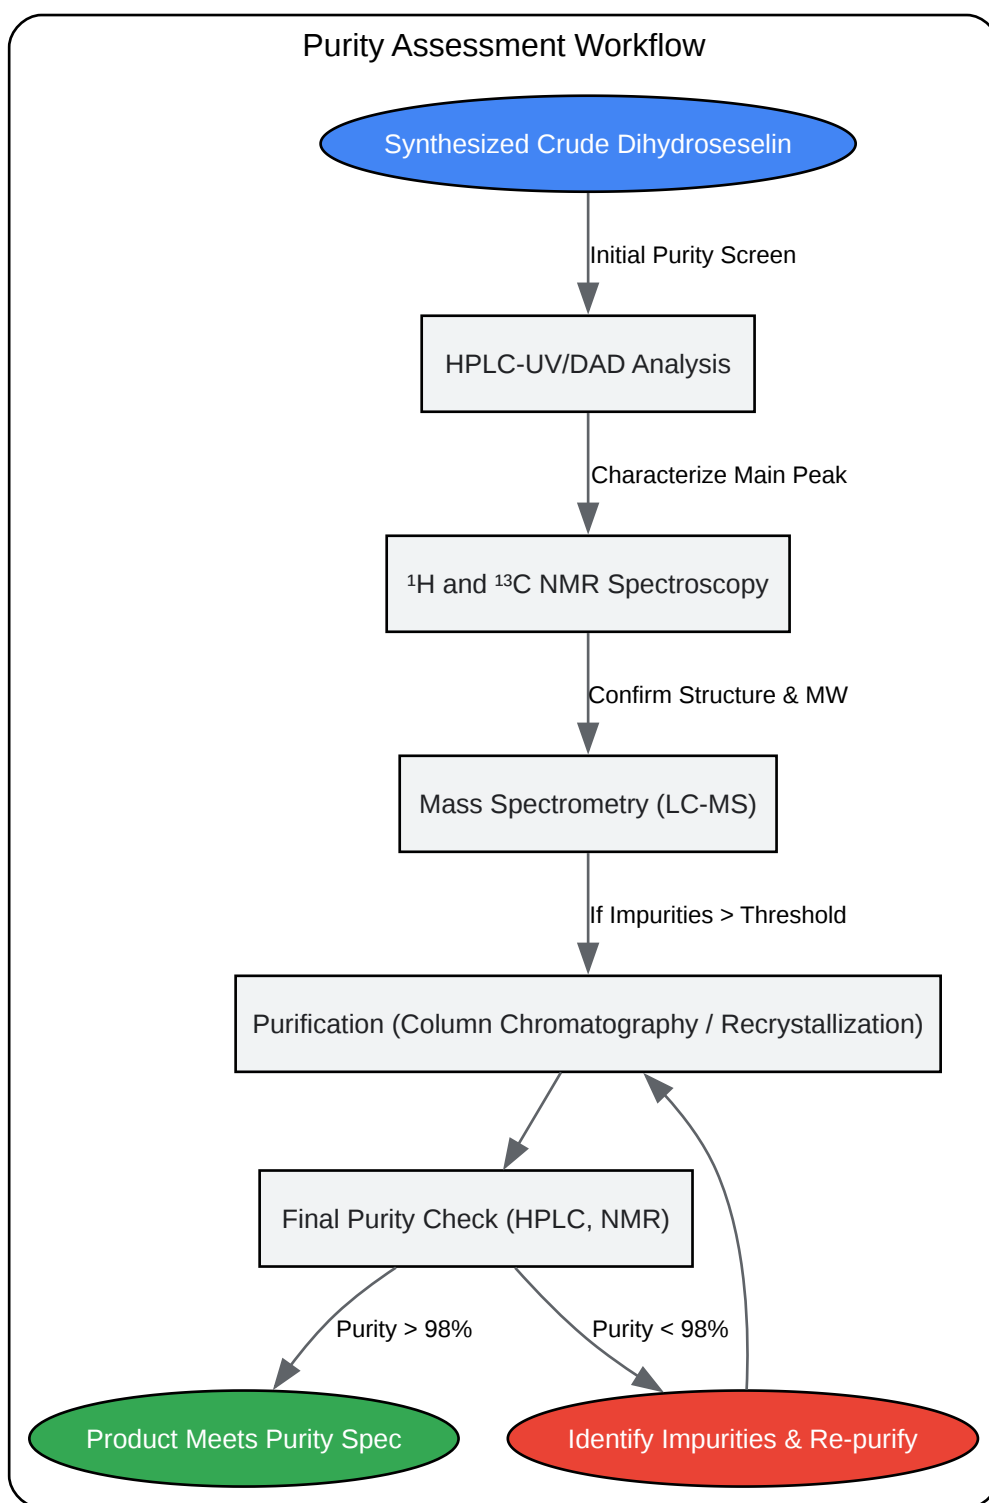 Purity Assessment Workflow
Synthesized Crude Dihydroseselin
Initial Purity Screen
HPLC-UV/DAD Analysis
Characterize Main Peak
¹H and ¹³C NMR Spectroscopy
Confirm Structure & MW
Mass Spectrometry (LC-MS)
If Impurities > Threshold
Purification (Column Chromatography / Recrystallization)
Final Purity Check (HPLC, NMR)
Purity > 98%
Purity < 98%
Product Meets Purity Spec
Identify Impurities & Re-purify